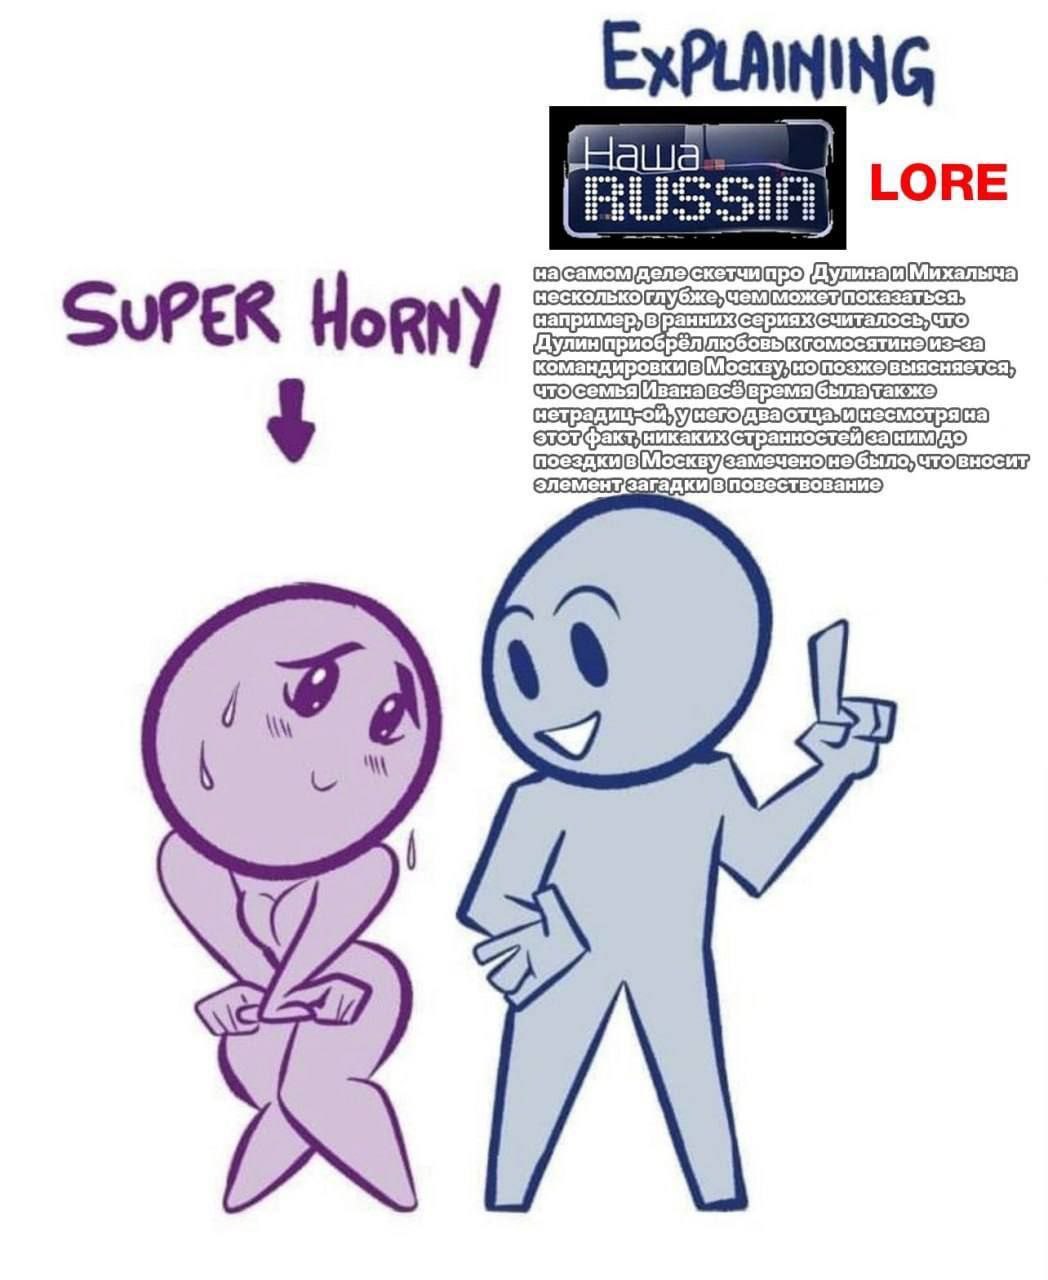 EXPLAINING
Наша
RUSSIA
LORE
SUPER HORNY
на самом деле скетчи про Дулина и Михалыча
несколько глубже, чем может показаться.
например, в ранних сериях считалось, что
Дулин приобрёл любовь к гомосятине из-за
командировки в Москву, но позже выясняется,
что семья Ивана всё время была также
нетрадиц-ой, у него два отца. и несмотря на
этот факт, никаких странностей за ним до
поездки в Москву замечено не было, что вносит
элемент загадки в повествование